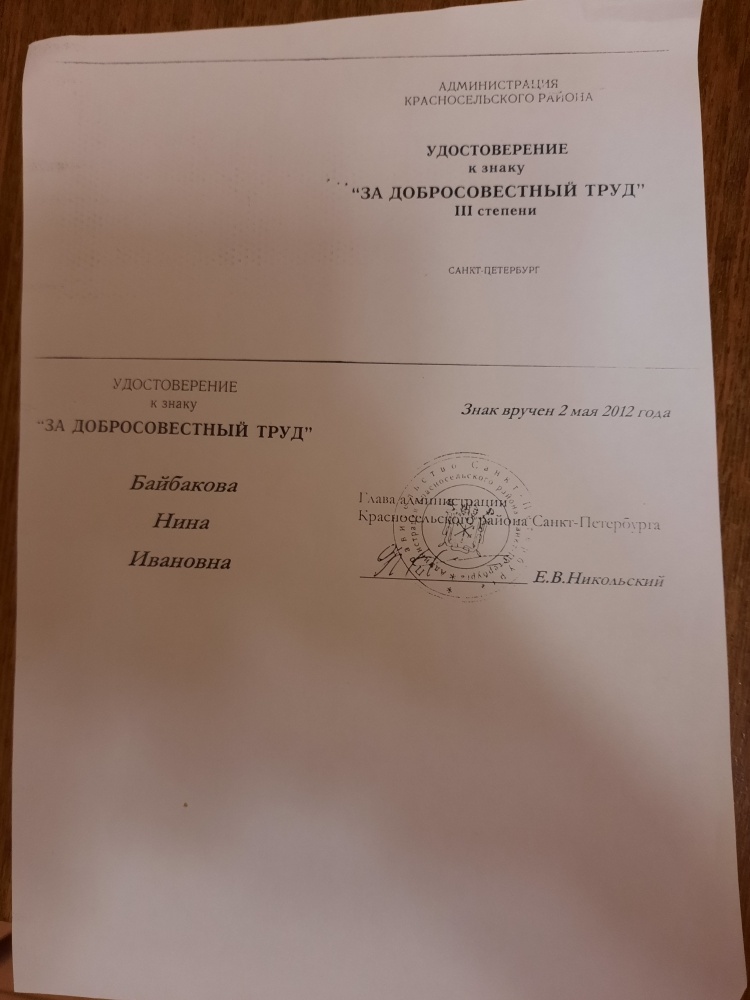 АДМИНИСТРАЦИЯ
КРАСНОСЕЛЬСКОГО РАЙОНА
УДОСТОВЕРЕНИЕ
к знаку
“ЗА ДОБРОСОВЕСТНЫЙ ТРУД”
III степени
САНКТ-ПЕТЕРБУРГ
УДОСТОВЕРЕНИЕ
к знаку
“ЗА ДОБРОСОВЕСТНЫЙ ТРУД”
Байбакова
Нина
Ивановна
Знак вручен 2 мая 2012 года
Глава администрации
Красносельского района Санкт-Петербурга
Е.В.Никольский